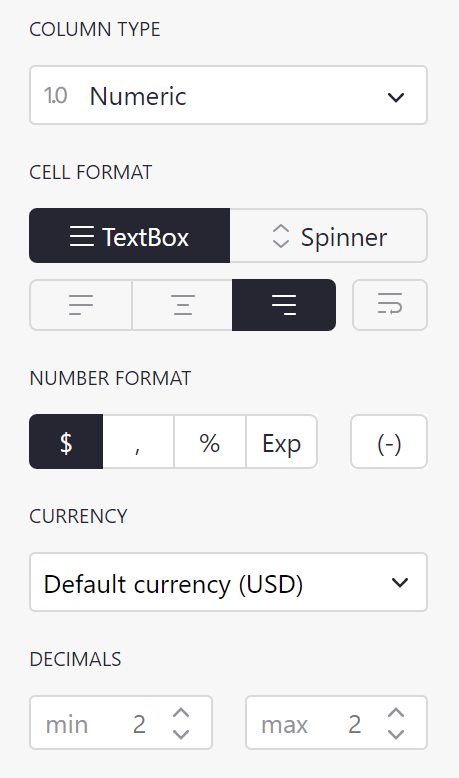 COLUMN TYPE
1.0 Numeric
CELL FORMAT
TextBox Spinner
NUMBER FORMAT
$ , % Exp (-)
CURRENCY
Default currency (USD)
DECIMALS
min 2 max 2